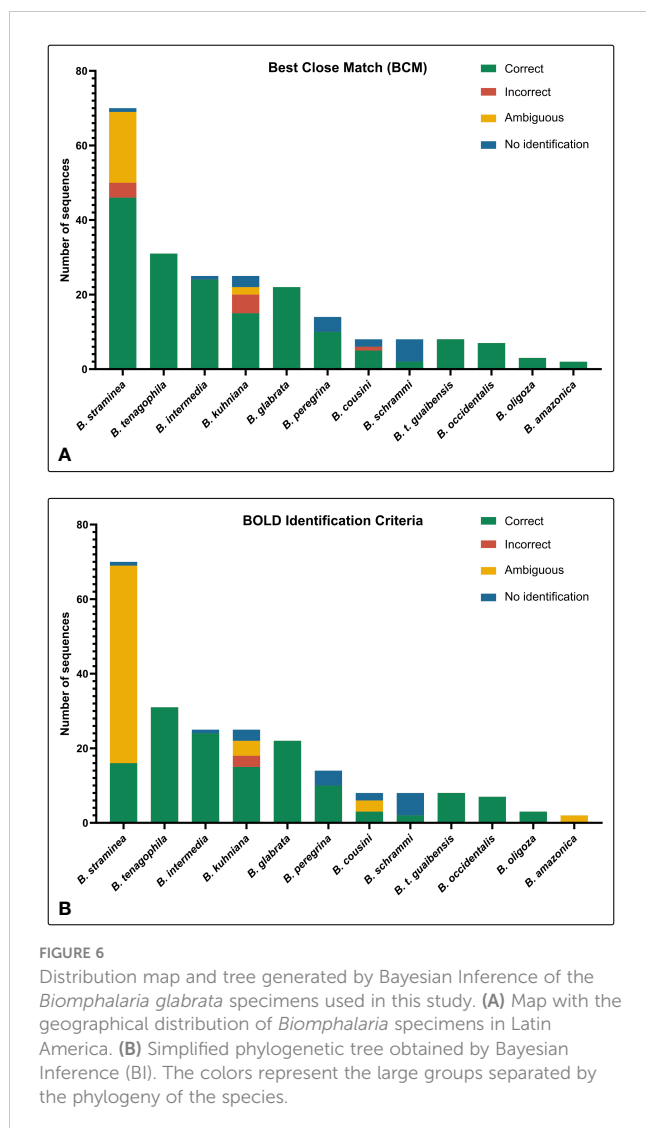 Best Close Match (BCM)
Correct
Incorrect
Ambiguous
No identification
Number of sequences
80
60
40
20
0
B. straminea
B. tenagophila
B. intermedia
B. kuhniana
B. glabrata
B. peregrina
B. cousini
B. schrammi
B. t. guaibensis
B. occidentalis
B. oligoza
B. amazonica
A
BOLD Identification Criteria
Correct
Incorrect
Ambiguous
No identification
Number of sequences
80
60
40
20
0
B. straminea
B. tenagophila
B. intermedia
B. kuhniana
B. glabrata
B. peregrina
B. cousini
B. schrammi
B. t. guaibensis
B. occidentalis
B. oligoza
B. amazonica
B
FIGURE 6
Distribution map and tree generated by Bayesian Inference of the
Biomphalaria glabrata specimens used in this study. (A) Map with the
geographical distribution of Biomphalaria specimens in Latin
America. (B) Simplified phylogenetic tree obtained by Bayesian
Inference (BI). The colors represent the large groups separated by
the phylogeny of the species.